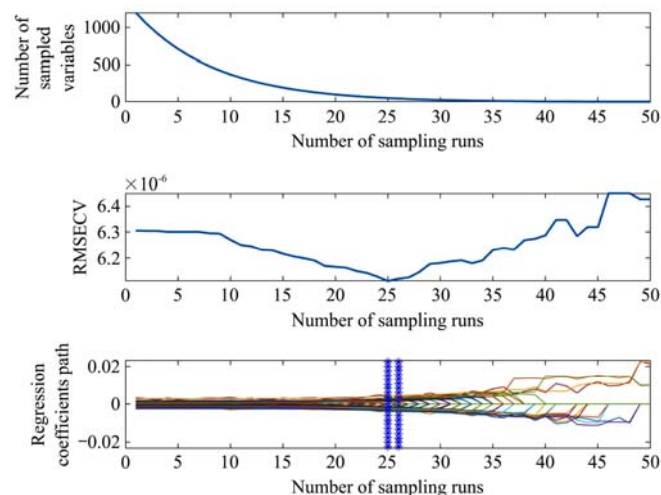 Number of
sampled
variables
1000
500
0
0 5 10 15 20 25 30 35 40 45 50
Number of sampling runs
×10⁻⁶
RMSECV
6.4
6.3
6.2
0 5 10 15 20 25 30 35 40 45 50
Number of sampling runs
Regression
coefficients path
0.02
0
−0.02
0 5 10 15 20 25 30 35 40 45 50
Number of sampling runs